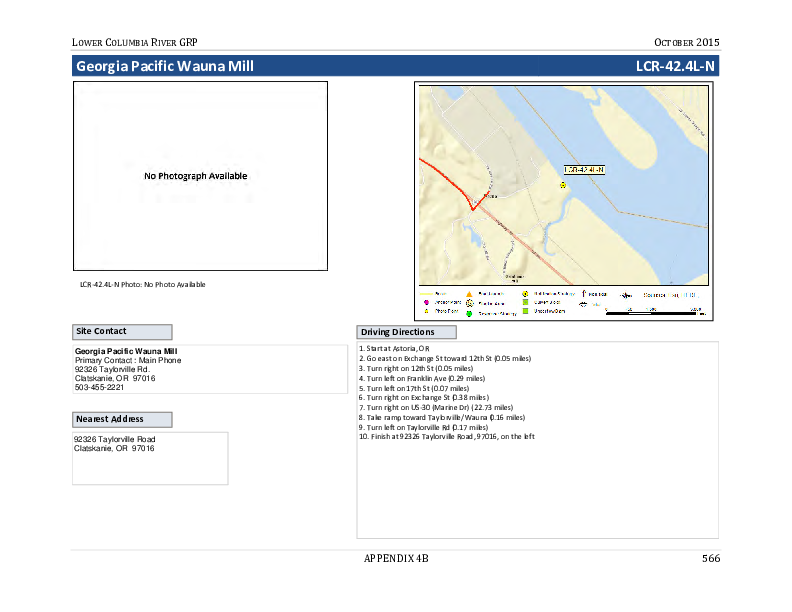 LOWER COLUMBIA RIVER GRP
OCTOBER 2015
Georgia Pacific Wauna Mill
LCR-42.4L-N
No Photograph Available
LCR-42.4L-N
LCR-42.4L-N Photo: No Photo Available
Site Contact
Georgia Pacific Wauna Mill
Primary Contact : Main Phone
92326 Taylorville Rd.
Clatskanie, OR 97016
503-455-2221
Nearest Address
92326 Taylorville Road
Clatskanie, OR 97016
Driving Directions
1. Start at Astoria, OR
2. Go east on Exchange St toward 12th St (0.05 miles)
3. Turn right on 12th St (0.05 miles)
4. Turn left on Franklin Ave (0.29 miles)
5. Turn left on 17th St (0.07 miles)
6. Turn right on Exchange St (0.38 miles)
7. Turn right on US-30 (Marine Dr) (22.73 miles)
8. Take ramp toward Taylorville/Wauna (0.16 miles)
9. Turn left on Taylorville Rd (0.17 miles)
10. Finish at 92326 Taylorville Road, 97016, on the left
APPENDIX 4B
566